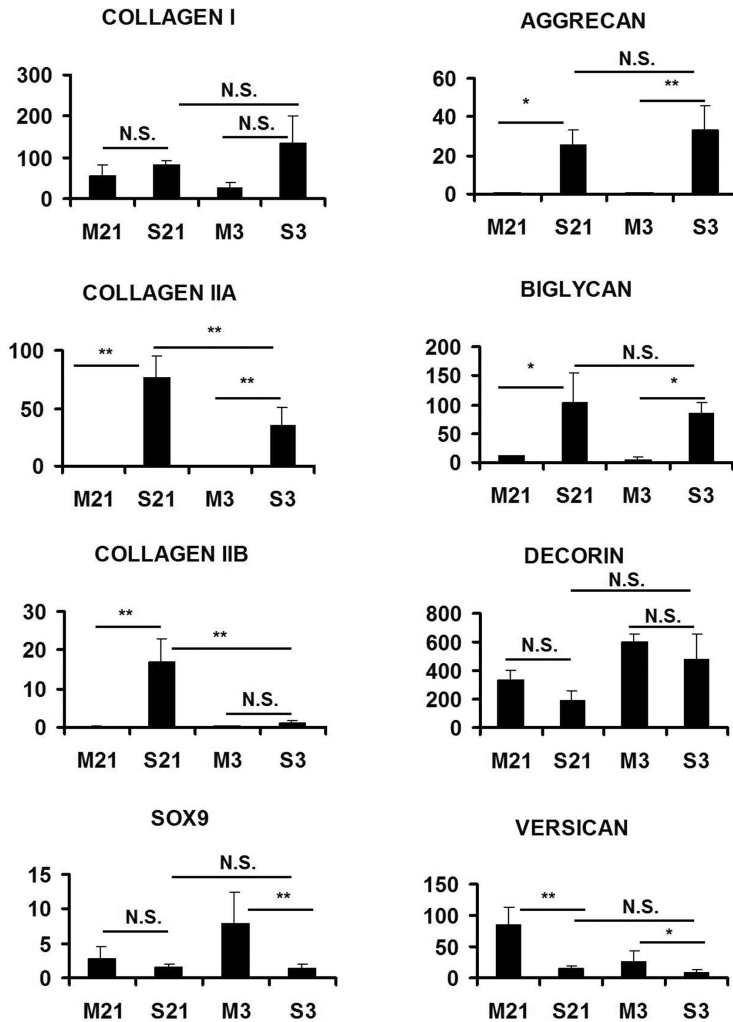 COLLAGEN I
300
200
100
0
N.S.
N.S.
N.S.
M21 S21 M3 S3
AGGRECAN
60
40
20
0
N.S.
*
**
M21 S21 M3 S3
COLLAGEN IIA
100
50
0
**
**
**
M21 S21 M3 S3
BIGLYCAN
200
150
100
50
0
N.S.
*
*
M21 S21 M3 S3
COLLAGEN IIB
30
20
10
0
**
**
N.S.
M21 S21 M3 S3
DECORIN
800
600
400
200
0
N.S.
N.S.
N.S.
M21 S21 M3 S3
SOX9
15
10
5
0
N.S.
**
N.S.
M21 S21 M3 S3
VERSICAN
150
100
50
0
**
N.S.
*
M21 S21 M3 S3